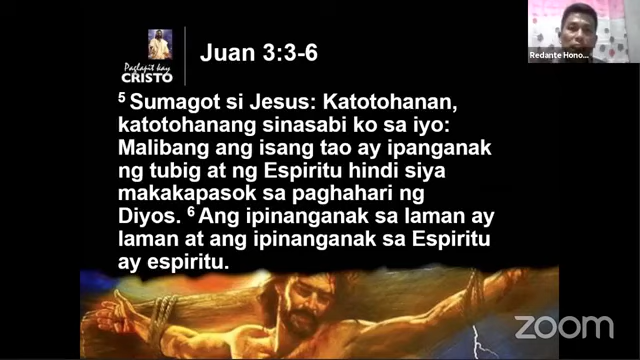 Juan 3:3-6
Redante Hono...
Paglapit kay
CRISTO
5 Sumagot si Jesus: Katotohanan,
katotohanang sinasabi ko sa iyo:
Malibang ang isang tao ay ipanganak
ng tubig at ng Espiritu hindi siya
makakapasok sa paghahari ng
Diyos. 6 Ang ipinanganak sa laman ay
laman at ang ipinanganak sa Espiritu
ay espiritu.
zoom